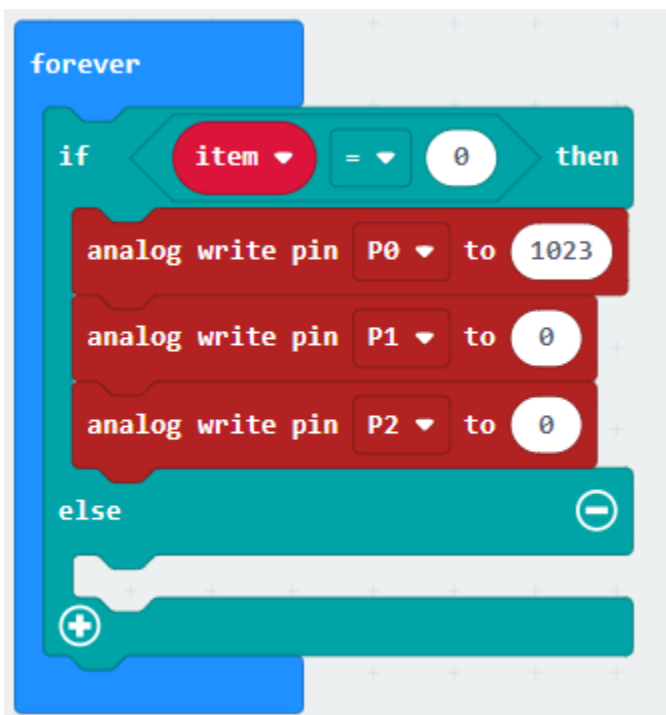 forever
if item = 0 then
analog write pin P0 to 1023
analog write pin P1 to 0
analog write pin P2 to 0
else